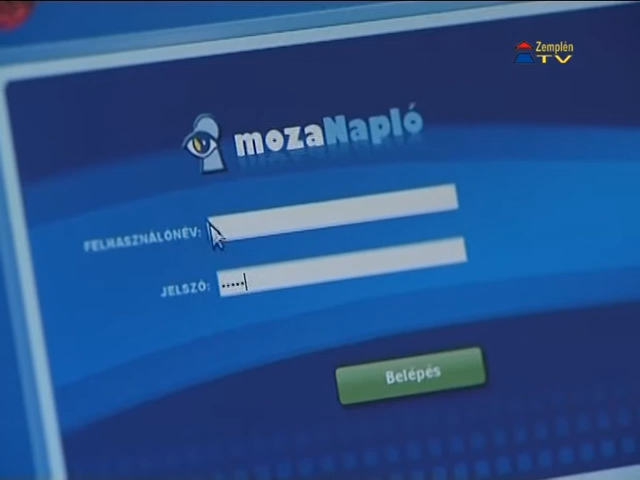 Zemplén
TV
mozaNapló
FELHASZNÁLÓNÉV:
JELSZÓ:
Belépés